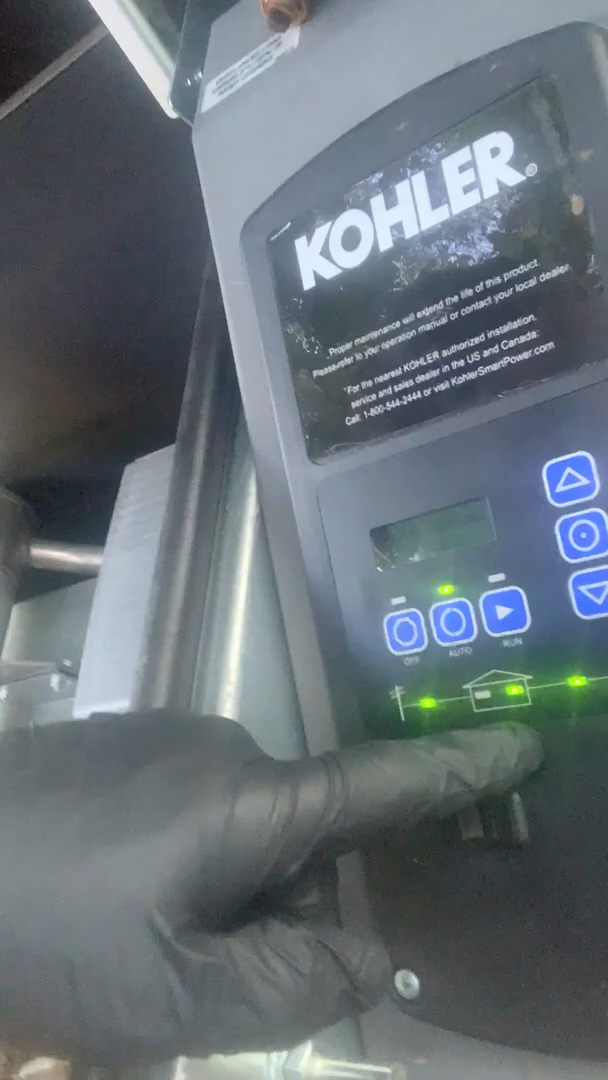 KOHLER®
Proper maintenance will extend the life of this product.
Please refer to your operation manual or contact your local dealer.
*For the nearest KOHLER authorized installation,
service and sales dealer in the US and Canada:
Call: 1-800-544-2444 or visit KohlerSmartPower.com
OFF AUTO RUN